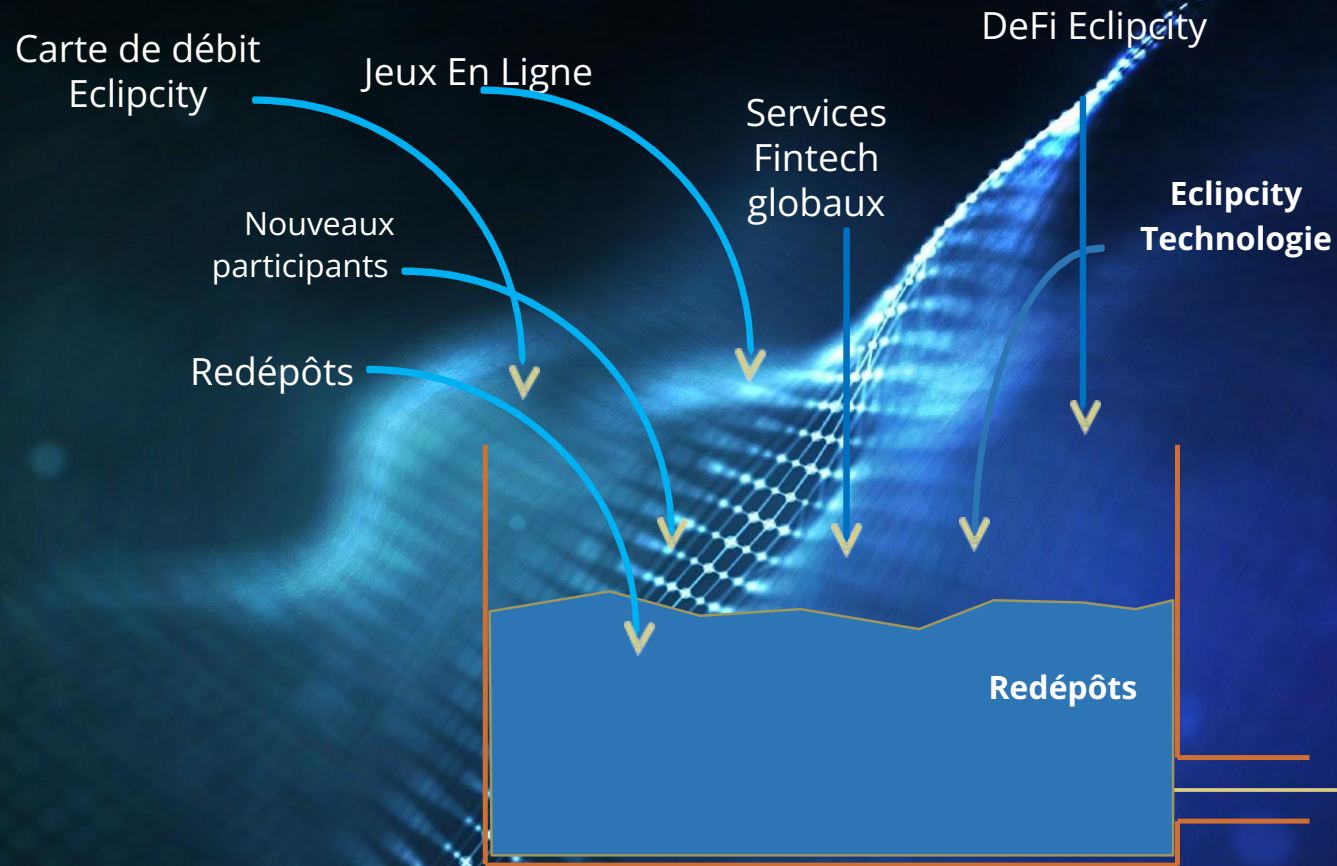 Carte de débit
Eclipcity
Jeux En Ligne
DeFi Eclipcity
Services
Fintech
globaux
Eclipcity
Technologie
Nouveaux
participants
Redépôts
Redépôts